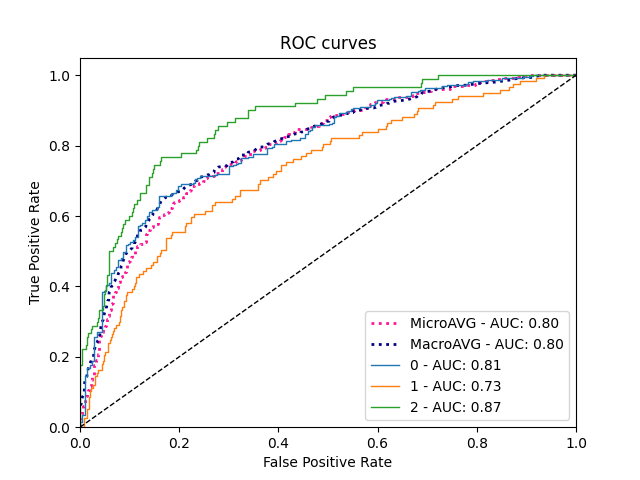 ROC curves
True Positive Rate
1.0
0.8
0.6
0.4
0.2
0.0
0.0 0.2 0.4 0.6 0.8 1.0
False Positive Rate
MicroAVG - AUC: 0.80
MacroAVG - AUC: 0.80
0 - AUC: 0.81
1 - AUC: 0.73
2 - AUC: 0.87